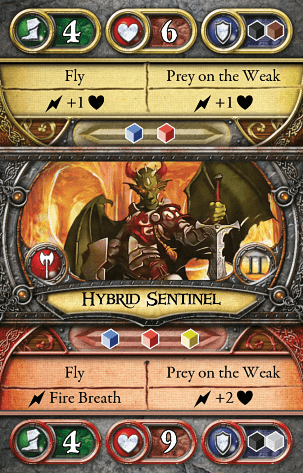 4 6
Fly Prey on the Weak
+1 +1
II
HYBRID SENTINEL
Fly Prey on the Weak
Fire Breath +2
4 9